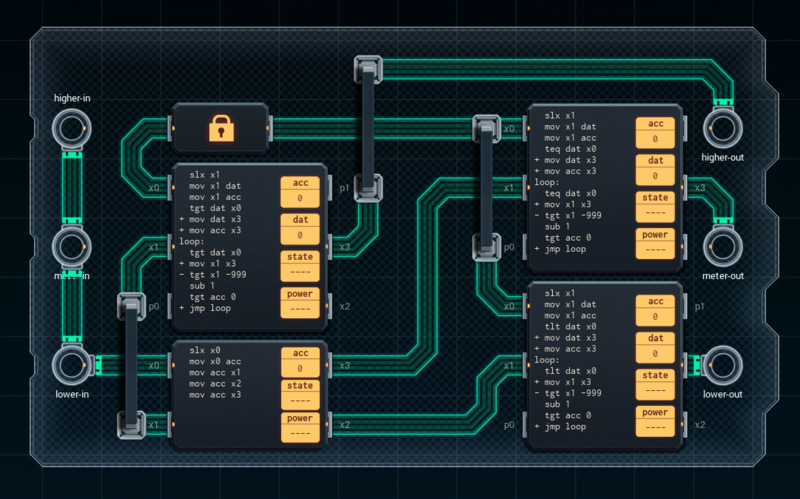 higher-in
meter-in
lower-in
x0
x1
p0
slx x1
mov x1 dat
mov x1 acc
tgt dat x0
+ mov dat x3
+ mov acc x3
loop:
tgt dat x0
+ mov x1 x3
- tgt x1 -999
sub 1
tgt acc 0
+ jmp loop
acc
0
dat
0
state
----
power
----
p1
x3
x2
x0
x1
slx x0
mov x0 acc
mov acc x1
mov acc x2
mov acc x3
acc
0
state
----
power
----
x3
x2
x0
x1
p0
slx x1
mov x1 dat
mov x1 acc
teq dat x0
+ mov dat x3
+ mov acc x3
loop:
teq dat x0
+ mov x1 x3
- tgt x1 -999
sub 1
tgt acc 0
+ jmp loop
acc
0
dat
0
state
----
power
----
x3
x0
x1
p0
slx x1
mov x1 dat
mov x1 acc
tlt dat x0
+ mov dat x3
+ mov acc x3
loop:
tlt dat x0
+ mov x1 x3
- tgt x1 -999
sub 1
tgt acc 0
+ jmp loop
acc
0
dat
0
state
----
power
----
p1
x2
higher-out
meter-out
lower-out